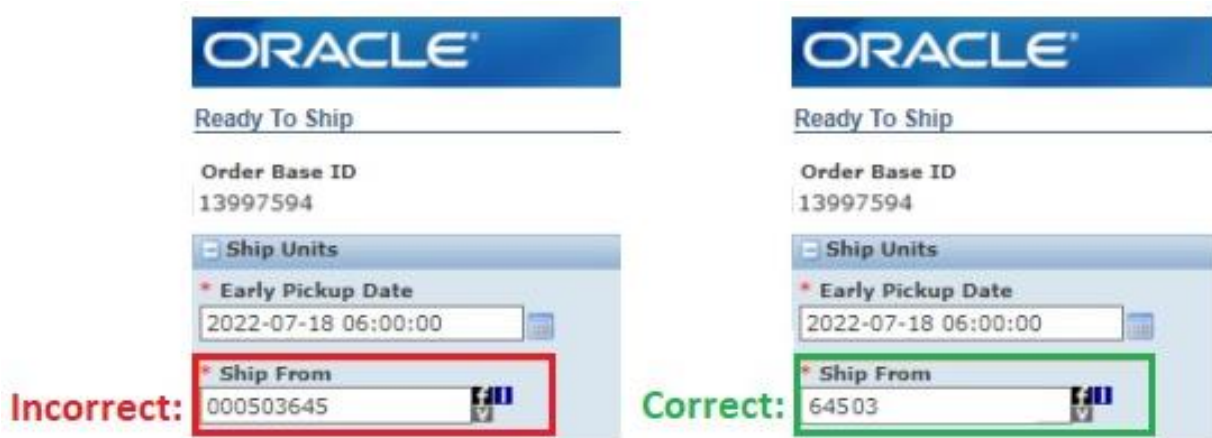 ORACLE
Ready To Ship
Order Base ID
13997594
Ship Units
* Early Pickup Date
2022-07-18 06:00:00
* Ship From
Incorrect: 000503645
ORACLE
Ready To Ship
Order Base ID
13997594
Ship Units
* Early Pickup Date
2022-07-18 06:00:00
* Ship From
Correct: 64503